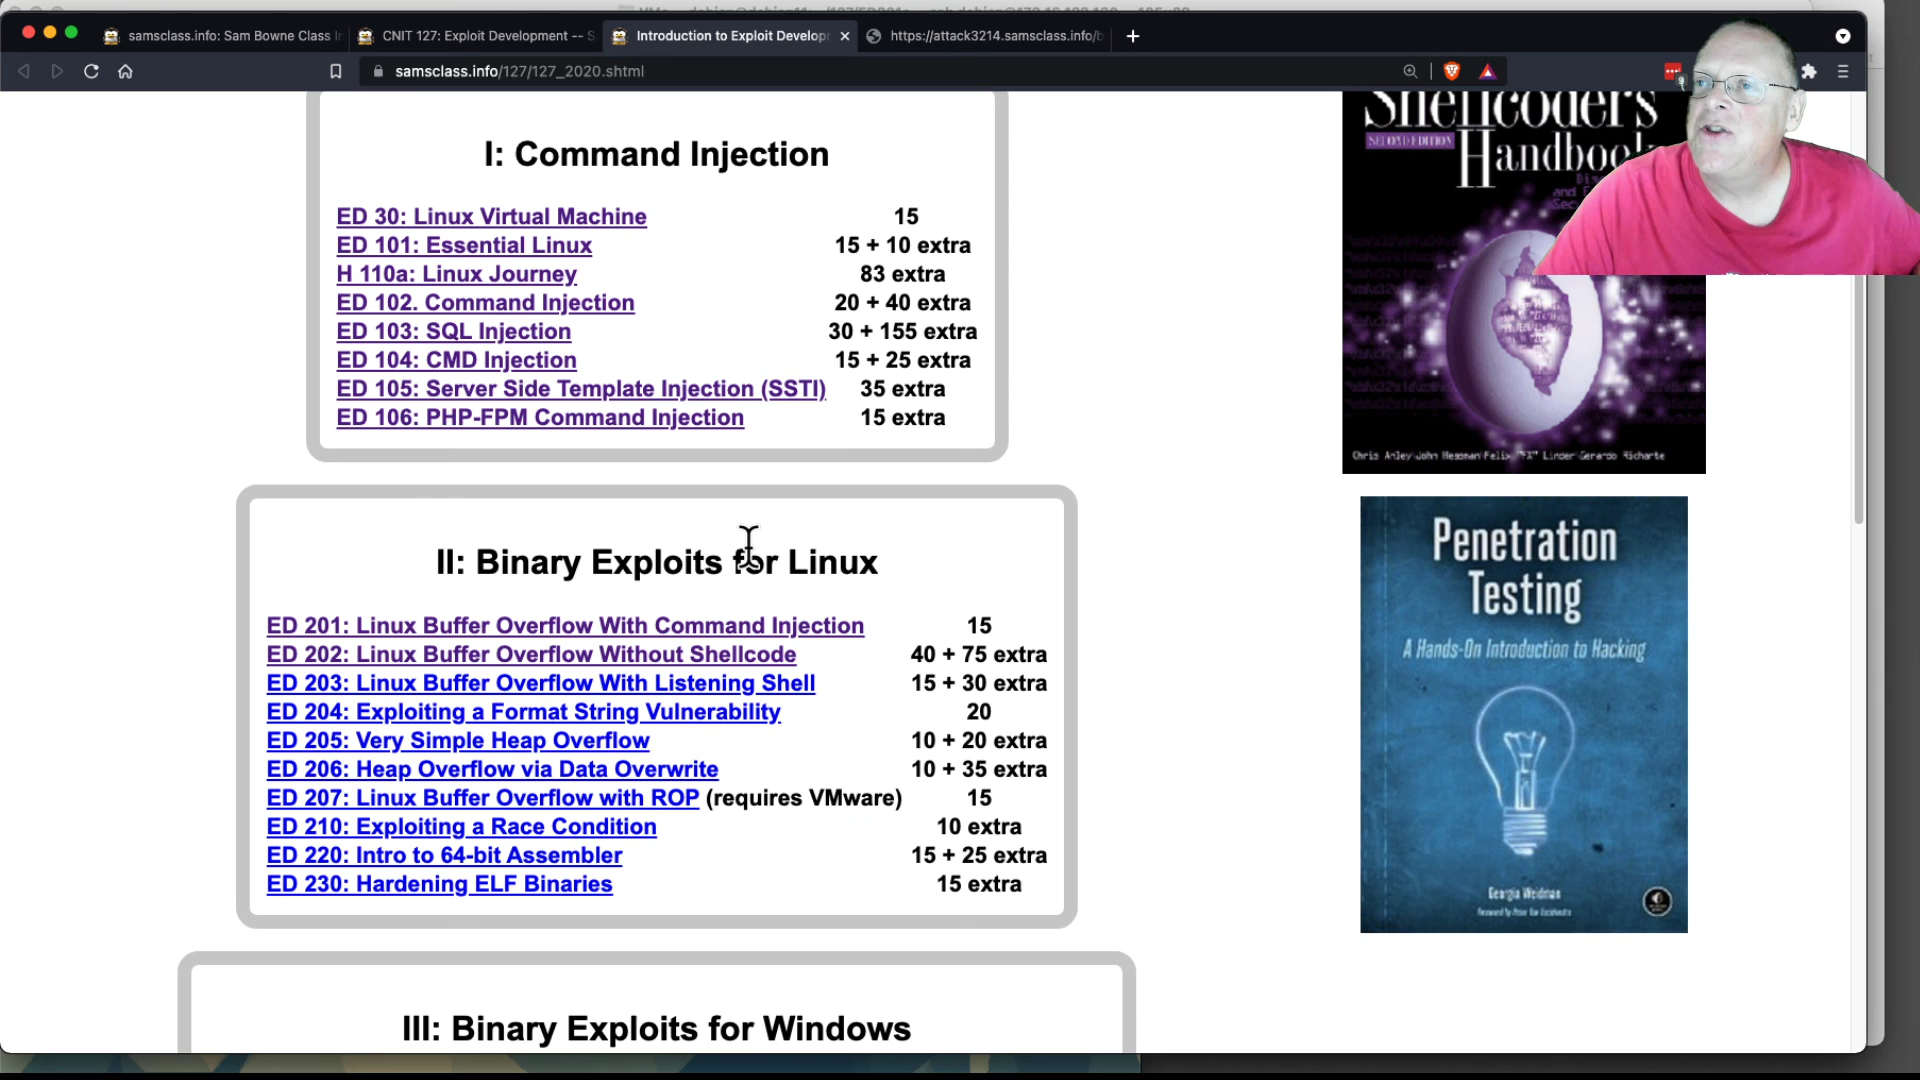 samsclass.info: Sam Bowne Class In
CNIT 127: Exploit Development -- S
Introduction to Exploit Develop
https://attack3214.samsclass.info/b
samsclass.info/127/127_2020.shtml
I: Command Injection
ED 30: Linux Virtual Machine 15
ED 101: Essential Linux 15 + 10 extra
H 110a: Linux Journey 83 extra
ED 102. Command Injection 20 + 40 extra
ED 103: SQL Injection 30 + 155 extra
ED 104: CMD Injection 15 + 25 extra
ED 105: Server Side Template Injection (SSTI) 35 extra
ED 106: PHP-FPM Command Injection 15 extra
II: Binary Exploits for Linux
ED 201: Linux Buffer Overflow With Command Injection 15
ED 202: Linux Buffer Overflow Without Shellcode 40 + 75 extra
ED 203: Linux Buffer Overflow With Listening Shell 15 + 30 extra
ED 204: Exploiting a Format String Vulnerability 20
ED 205: Very Simple Heap Overflow 10 + 20 extra
ED 206: Heap Overflow via Data Overwrite 10 + 35 extra
ED 207: Linux Buffer Overflow with ROP (requires VMware) 15
ED 210: Exploiting a Race Condition 10 extra
ED 220: Intro to 64-bit Assembler 15 + 25 extra
ED 230: Hardening ELF Binaries 15 extra
III: Binary Exploits for Windows
Shellcoder's
SECOND EDITION
Handboo
Penetration
Testing
A Hands-On Introduction to Hacking
Georgia Weidman